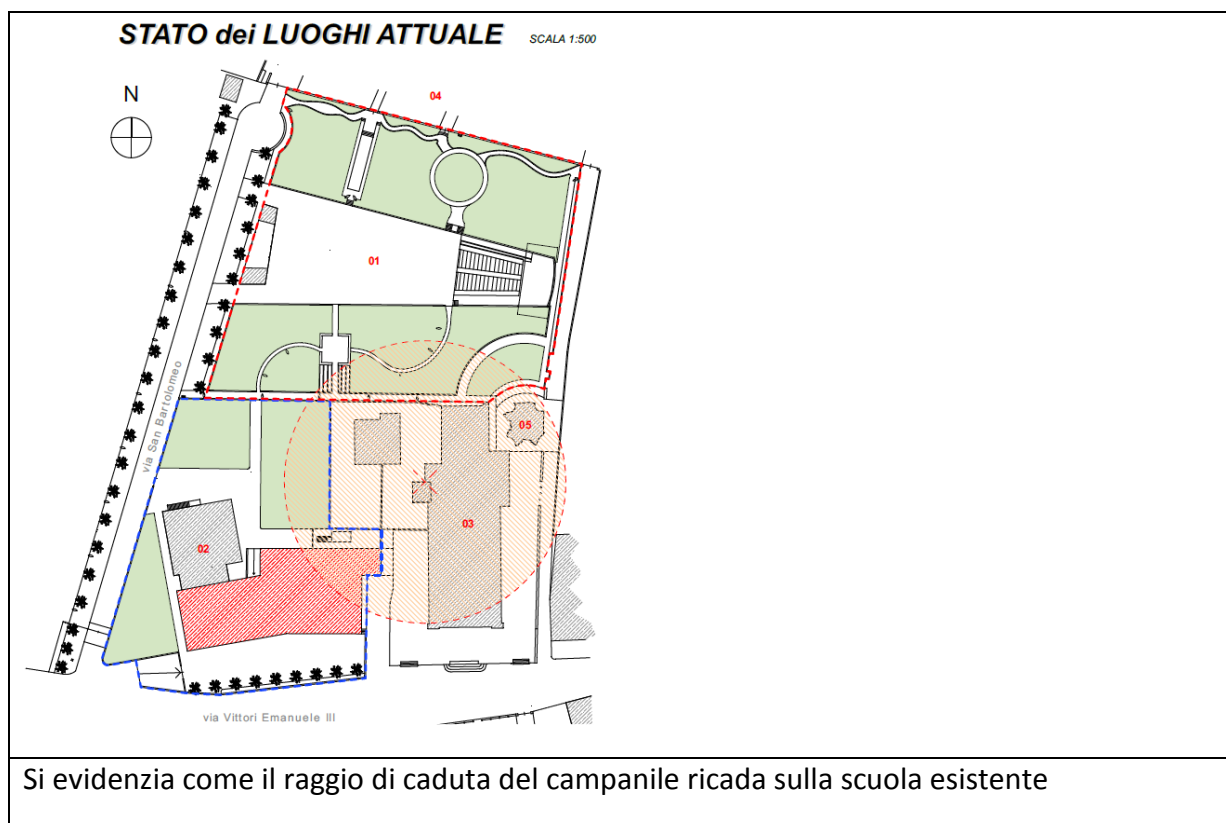 STATO dei LUOGHI ATTUALE SCALA 1:500
N
04
01
via San Bartolomeo
05
03
02
via Vittori Emanuele III
Si evidenzia come il raggio di caduta del campanile ricada sulla scuola esistente